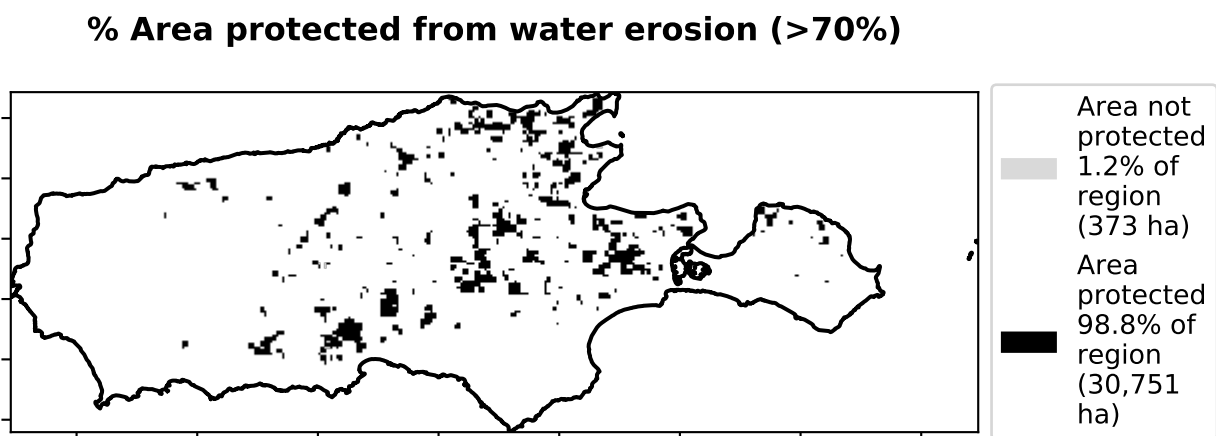 % Area protected from water erosion (>70%)
Area not
protected
1.2% of
region
(373 ha)
Area
protected
98.8% of
region
(30,751
ha)